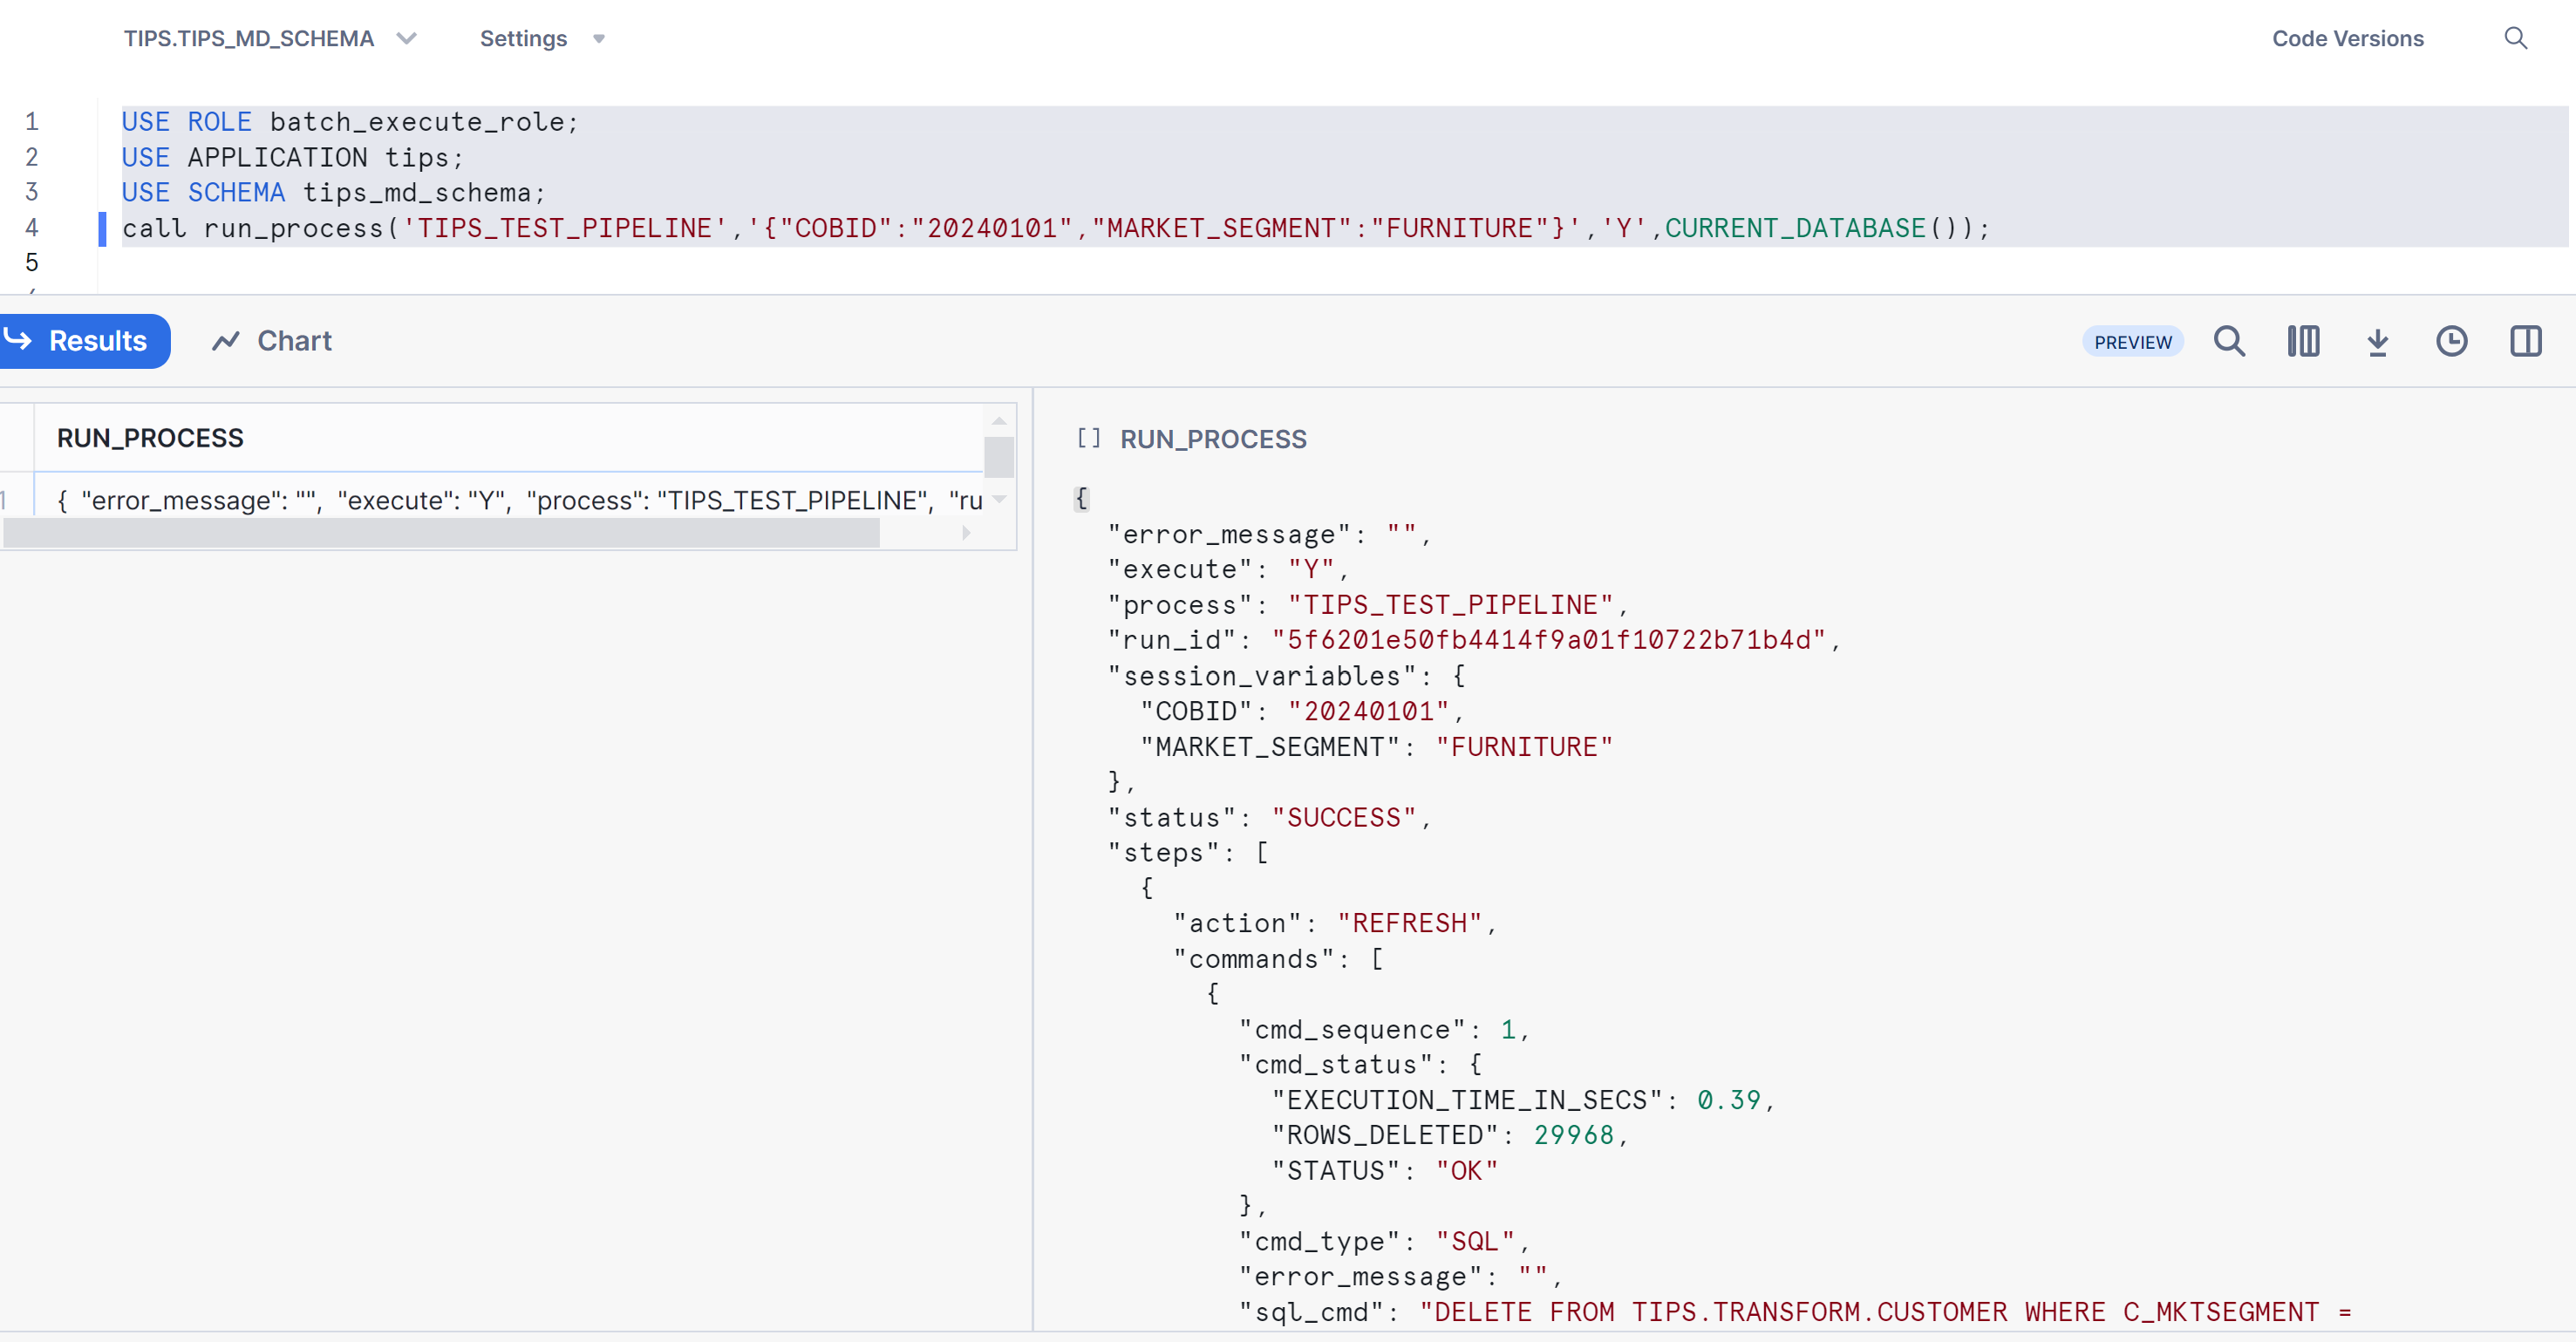 TIPS.TIPS_MD_SCHEMA Settings Code Versions
1 USE ROLE batch_execute_role;
2 USE APPLICATION tips;
3 USE SCHEMA tips_md_schema;
4 call run_process('TIPS_TEST_PIPELINE','{"COBID":"20240101","MARKET_SEGMENT":"FURNITURE"}','Y',CURRENT_DATABASE());
5
Results Chart PREVIEW
RUN_PROCESS
1 { "error_message": "", "execute": "Y", "process": "TIPS_TEST_PIPELINE", "ru
[] RUN_PROCESS
{
"error_message": "",
"execute": "Y",
"process": "TIPS_TEST_PIPELINE",
"run_id": "5f6201e50fb4414f9a01f10722b71b4d",
"session_variables": {
"COBID": "20240101",
"MARKET_SEGMENT": "FURNITURE"
},
"status": "SUCCESS",
"steps": [
{
"action": "REFRESH",
"commands": [
{
"cmd_sequence": 1,
"cmd_status": {
"EXECUTION_TIME_IN_SECS": 0.39,
"ROWS_DELETED": 29968,
"STATUS": "OK"
},
"cmd_type": "SQL",
"error_message": "",
"sql_cmd": "DELETE FROM TIPS.TRANSFORM.CUSTOMER WHERE C_MKTSEGMENT =